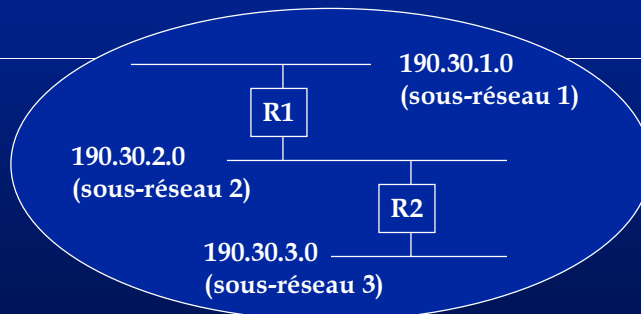 190.30.1.0
(sous-réseau 1)
R1
190.30.2.0
(sous-réseau 2)
R2
190.30.3.0
(sous-réseau 3)